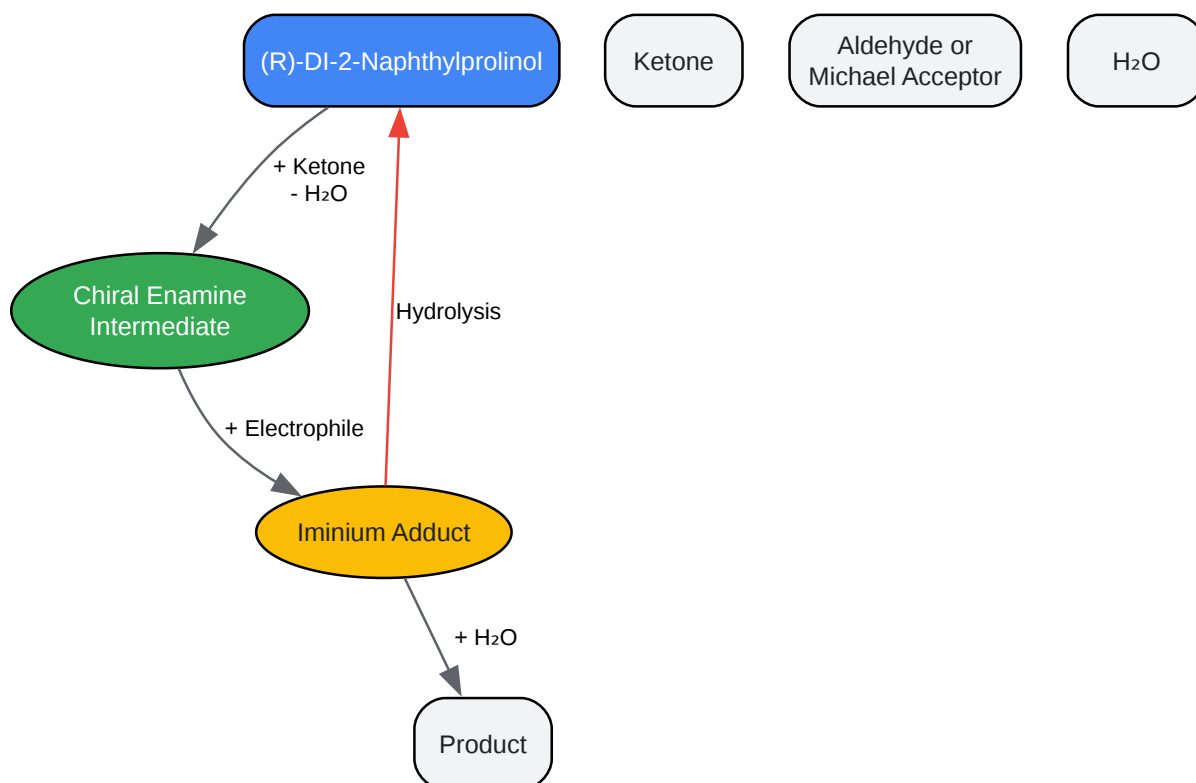 (R)-DI-2-Naphthylprolinol
Ketone
Aldehyde or
Michael Acceptor
H₂O
+ Ketone
- H₂O
Chiral Enamine
Intermediate
Hydrolysis
+ Electrophile
Iminium Adduct
+ H₂O
Product